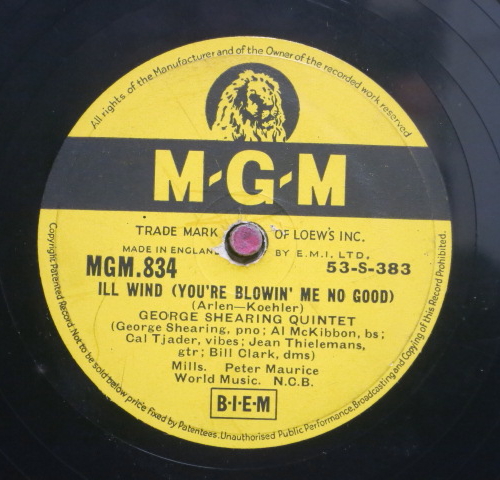 All rights of the Manufacturer and of the Owner of the recorded work reserved
M-G-M
TRADE MARK OF LOEW'S INC.
MADE IN ENGLAN BY E.M.I. LTD.
MGM.834 53-S-383
ILL WIND (YOU'RE BLOWIN' ME NO GOOD)
(Arlen—Koehler)
GEORGE SHEARING QUINTET
(George Shearing, pno; Al McKibbon, bs;
Cal Tjader, vibes; Jean Thielemans,
gtr; Bill Clark, dms)
Mills. Peter Maurice
World Music. N.C.B.
B·I·E·M
Copyright Patented Record Not to be sold below price fixed by Patentees. Unauthorised Public Performance, Broadcasting and Copying of this Record Prohibited.